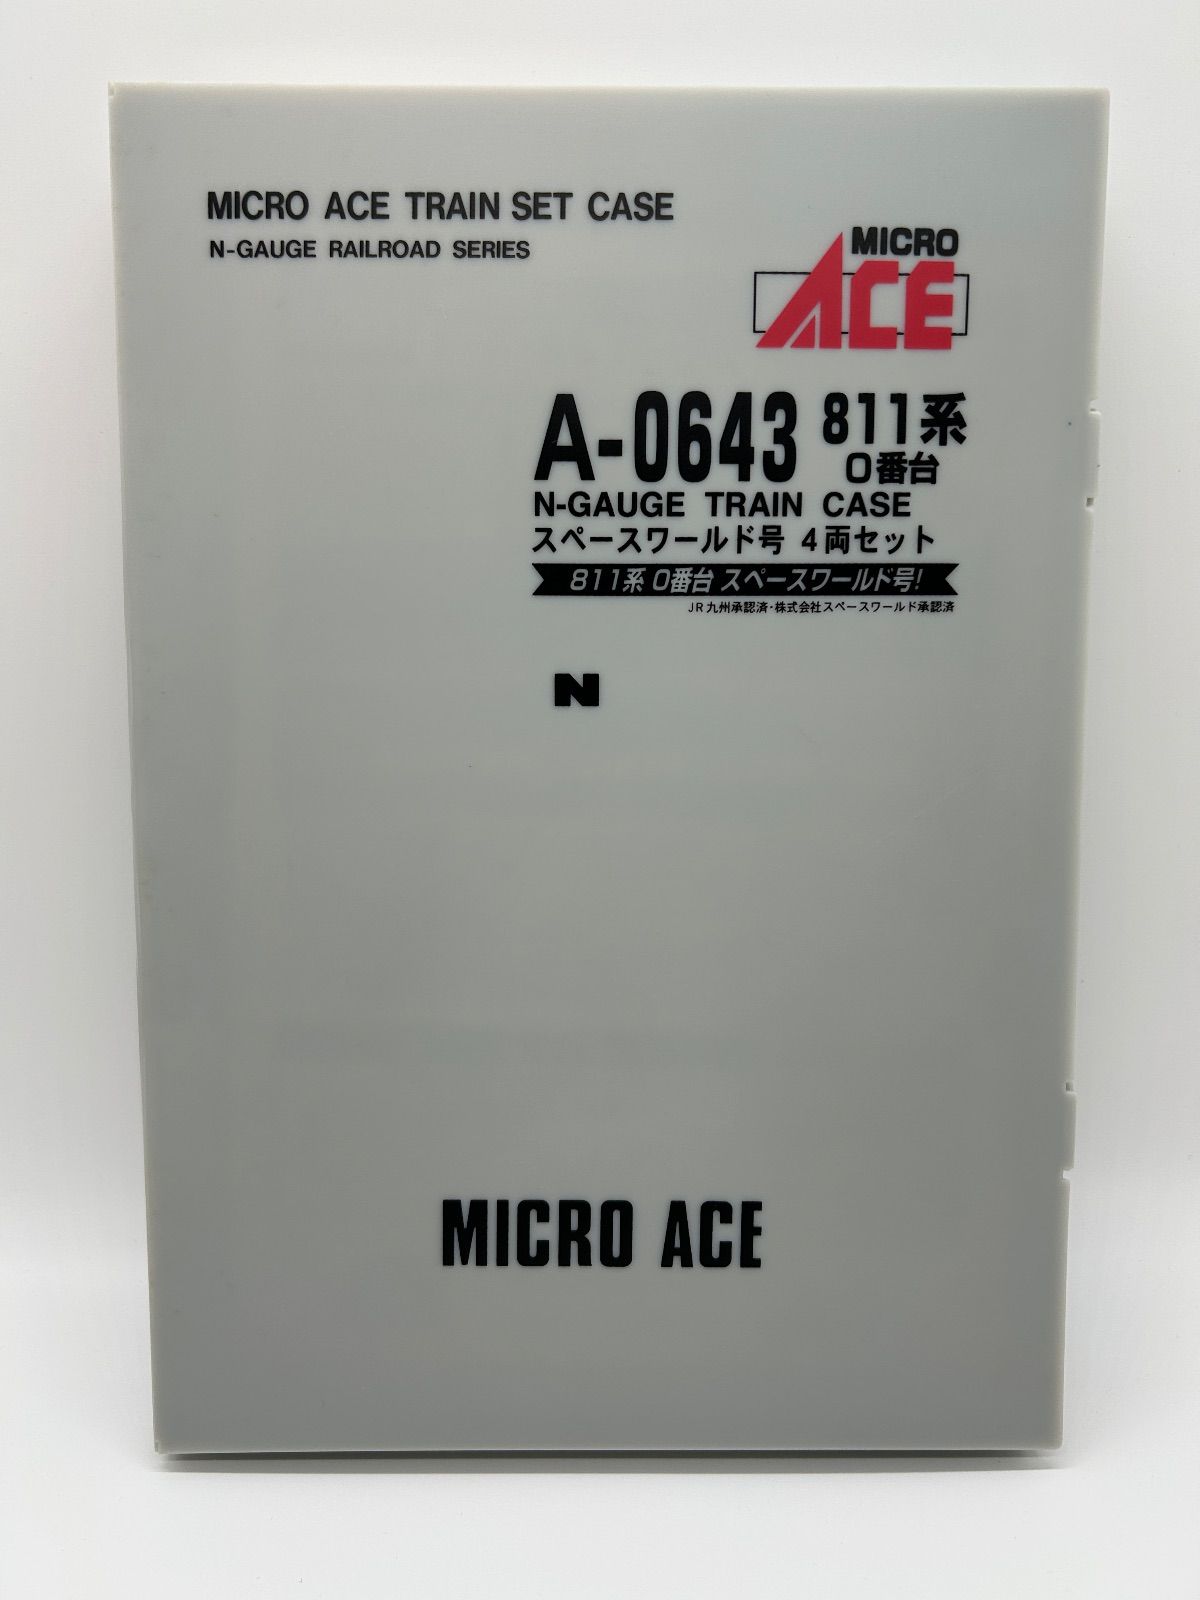 MICRO ACE TRAIN SET CASE
N-GAUGE RAILROAD SERIES
MICRO
ACE
A-0643 811系
0番台
N-GAUGE TRAIN CASE
スペースワールド号 4両セット
811系 0番台 スペースワールド号!
JR九州承認済・株式会社スペースワールド承認済
N
MICRO ACE